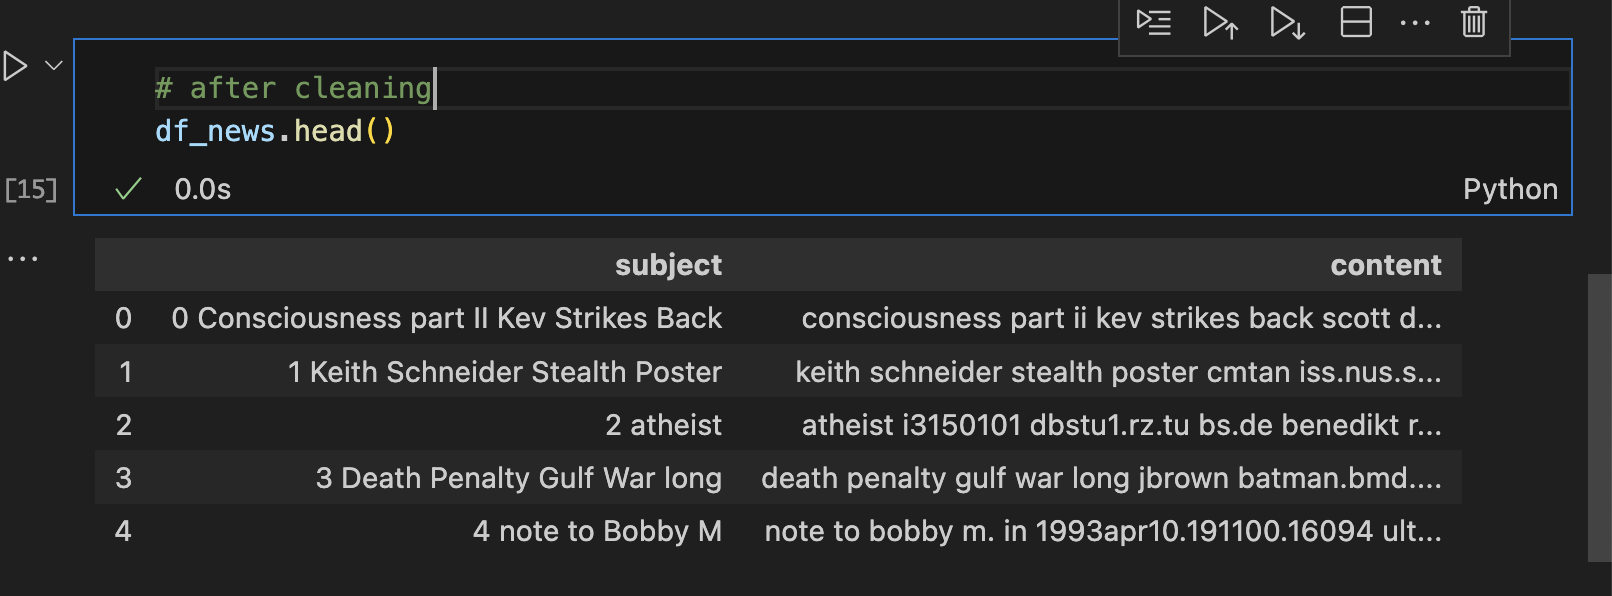 # after cleaning
df_news.head()
[15] 0.0s Python
...
subject content
0 0 Consciousness part II Kev Strikes Back consciousness part ii kev strikes back scott d...
1 1 Keith Schneider Stealth Poster keith schneider stealth poster cmtan iss.nus.s...
2 2 atheist atheist i3150101 dbstu1.rz.tu bs.de benedikt r...
3 3 Death Penalty Gulf War long death penalty gulf war long jbrown batman.bmd....
4 4 note to Bobby M note to bobby m. in 1993apr10.191100.16094 ult...